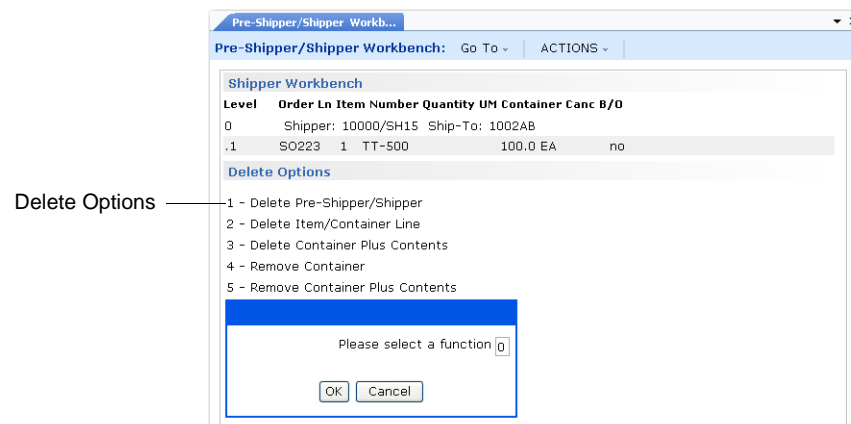 Pre-Shipper/Shipper Workb...
Pre-Shipper/Shipper Workbench: Go To ACTIONS
Shipper Workbench
Level Order Ln Item Number Quantity UM Container Canc B/O
0 Shipper: 10000/SH15 Ship-To: 1002AB
.1 SO223 1 TT-500 100.0 EA no
Delete Options
Delete Options
1 - Delete Pre-Shipper/Shipper
2 - Delete Item/Container Line
3 - Delete Container Plus Contents
4 - Remove Container
5 - Remove Container Plus Contents
Please select a function 0
OK Cancel